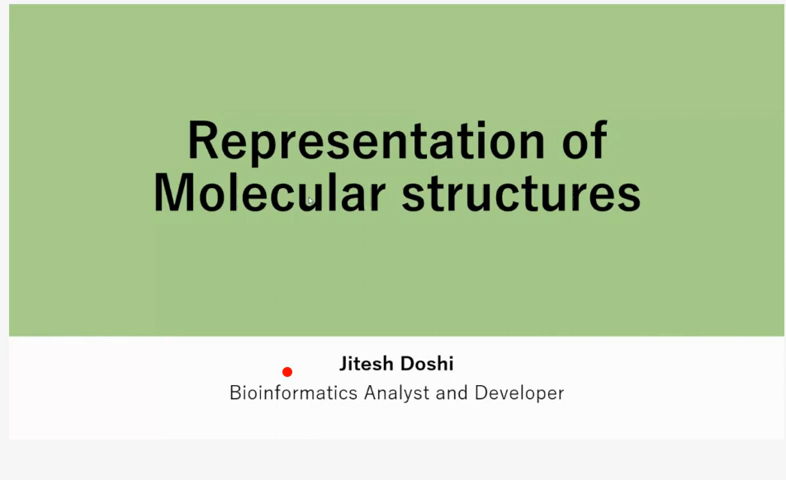 Representation of
Molecular structures
Jitesh Doshi
Bioinformatics Analyst and Developer